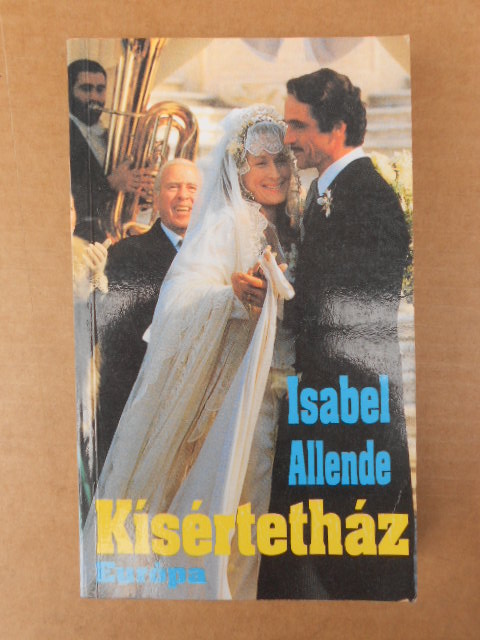 Isabel
Allende
Kísértetház
Európa